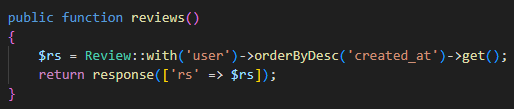 public function reviews()
{
    $rs = Review::with('user')->orderByDesc('created_at')->get();
    return response(['rs' => $rs]);
}